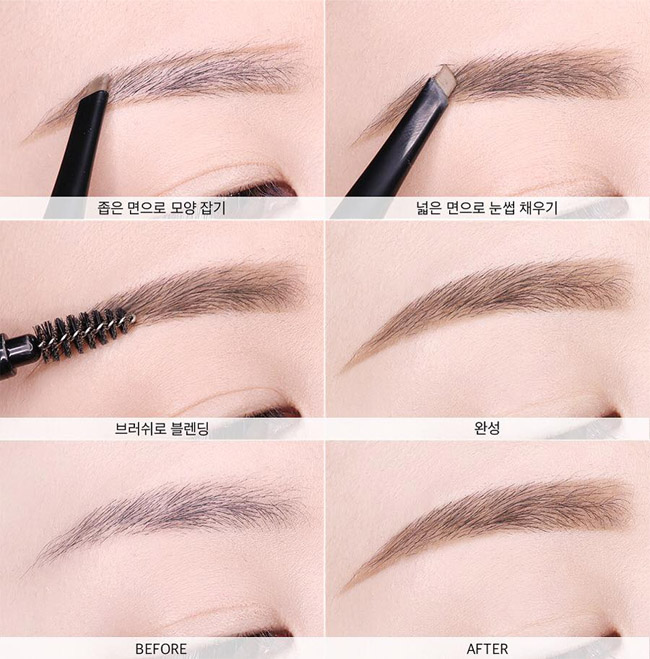 좁은 면으로 모양 잡기
넓은 면으로 눈썹 채우기
브러쉬로 블렌딩
완성
BEFORE
AFTER